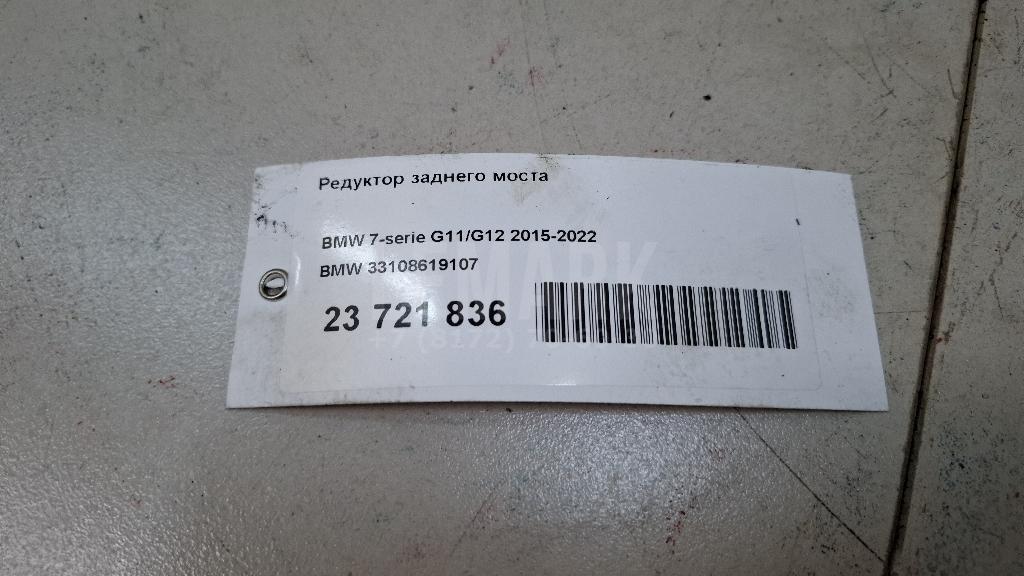 Редуктор заднего моста
BMW 7-serie G11/G12 2015-2022
BMW 33108619107
23 721 836